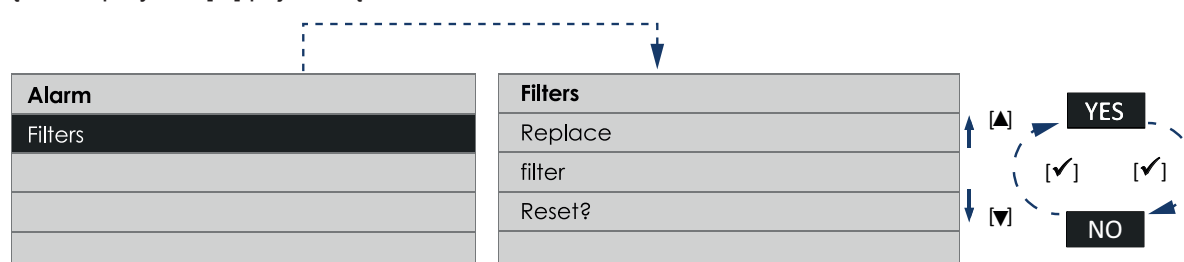 Alarm
Filters
Filters
Replace
filter
Reset?
[▲]
[▼]
YES
[✓] [✓]
NO